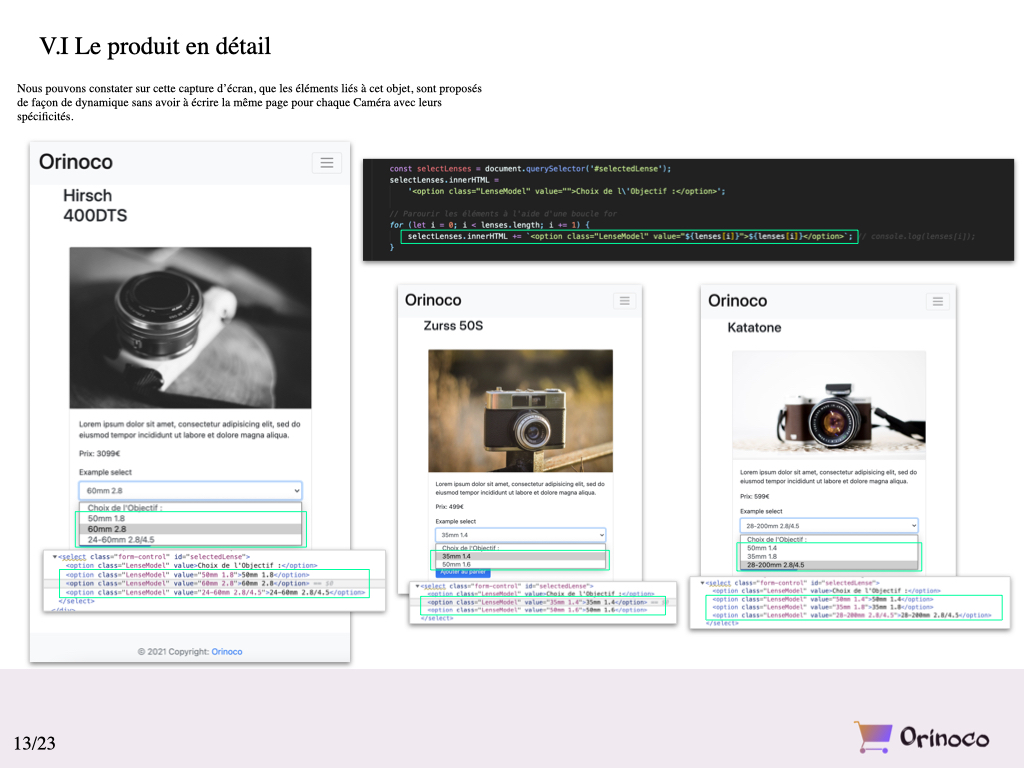 V.I Le produit en détail
Nous pouvons constater sur cette capture d'écran, que les éléments liés à cet objet, sont proposés
de façon de dynamique sans avoir à écrire la même page pour chaque Caméra avec leurs
spécificités.
Orinoco
Hirsch
400DTS
Lorem ipsum dolor sit amet, consectetur adipisicing elit, sed do
eiusmod tempor incididunt ut labore et dolore magna aliqua.
Prix: 3099€
Example select
60mm 2.8
Choix de l'Objectif :
50mm 1.8
60mm 2.8
24-60mm 2.8/4.5
▼<select class="form-control" id="selectedLense">
<option class="LenseModel" value>Choix de l'Objectif :</option>
<option class="LenseModel" value="50mm 1.8">50mm 1.8</option>
<option class="LenseModel" value="60mm 2.8">60mm 2.8</option> == $0
<option class="LenseModel" value="24-60mm 2.8/4.5">24-60mm 2.8/4.5</option>
</select>
</div>
© 2021 Copyright: Orinoco
const selectLenses = document.querySelector('#selectedLense');
selectLenses.innerHTML =
'<option class="LenseModel" value="">Choix de l\'Objectif :</option>';
// Parourir les éléments à l'aide d'une boucle for
for (let i = 0; i < lenses.length; i += 1) {
selectLenses.innerHTML += `<option class="LenseModel" value="${lenses[i]}">${lenses[i]}</option>`; // console.log(lenses[i]);
}
Orinoco
Zurss 50S
Lorem ipsum dolor sit amet, consectetur adipisicing elit, sed do
eiusmod tempor incididunt ut labore et dolore magna aliqua.
Prix: 499€
Example select
35mm 1.4
Choix de l'Objectif :
35mm 1.4
50mm 1.6
Ajouter au panier
▼<select class="form-control" id="selectedLense">
<option class="LenseModel" value>Choix de l'Objectif :</option>
<option class="LenseModel" value="35mm 1.4">35mm 1.4</option> == $0
<option class="LenseModel" value="50mm 1.6">50mm 1.6</option>
</select>
Orinoco
Katatone
Lorem ipsum dolor sit amet, consectetur adipisicing elit, sed do
eiusmod tempor incididunt ut labore et dolore magna aliqua.
Prix: 599€
Example select
28-200mm 2.8/4.5
Choix de l'Objectif :
50mm 1.4
35mm 1.8
28-200mm 2.8/4.5
▼<select class="form-control" id="selectedLense">
<option class="LenseModel" value>Choix de l'Objectif :</option>
<option class="LenseModel" value="50mm 1.4">50mm 1.4</option>
<option class="LenseModel" value="35mm 1.8">35mm 1.8</option>
<option class="LenseModel" value="28-200mm 2.8/4.5">28-200mm 2.8/4.5</option>
</select>
13/23
Orinoco